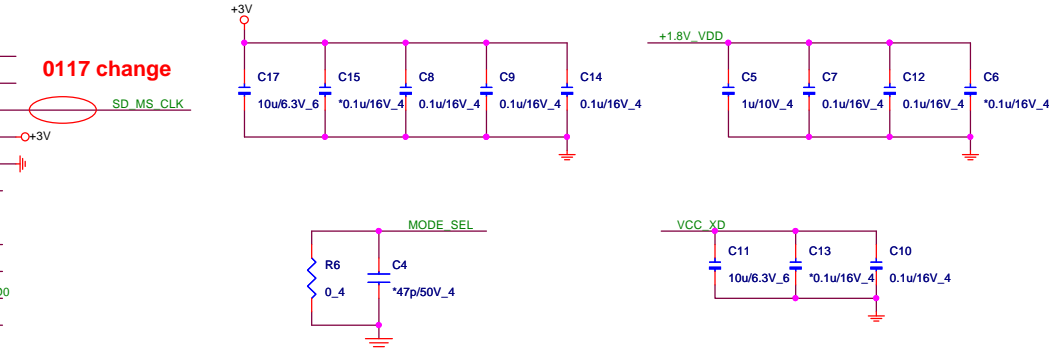 +3V
C17
C15
C8
C9
C14
10u/6.3V_6
*0.1u/16V_4
0.1u/16V_4
0.1u/16V_4
0.1u/16V_4
+1.8V_VDD
C5
C7
C12
C6
1u/10V_4
0.1u/16V_4
0.1u/16V_4
*0.1u/16V_4
0117 change
SD_MS_CLK
+3V
MODE_SEL
R6
C4
0_4
*47p/50V_4
VCC_XD
C11
C13
C10
10u/6.3V_6
*0.1u/16V_4
0.1u/16V_4